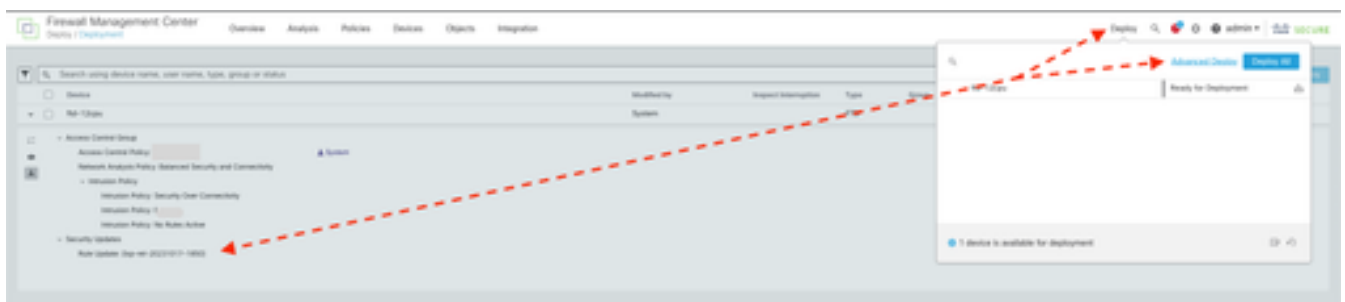 Firewall Management Center
Deploy / Deployment
Overview Analysis Policies Devices Objects Integration
Deploy admin SECURE
Search using device name, user name, type, group or status
Device Modified by Inspect Interruption Type Group
System
Access Control Group
Access Control Policy: System
Network Analysis Policy: Balanced Security and Connectivity
Intrusion Policy
Intrusion Policy: Security Over Connectivity
Intrusion Policy:
Intrusion Policy: No Rules Active
Security Updates
Rule Update:
Advanced Deploy Deploy All
Ready for Deployment
1 device is available for deployment